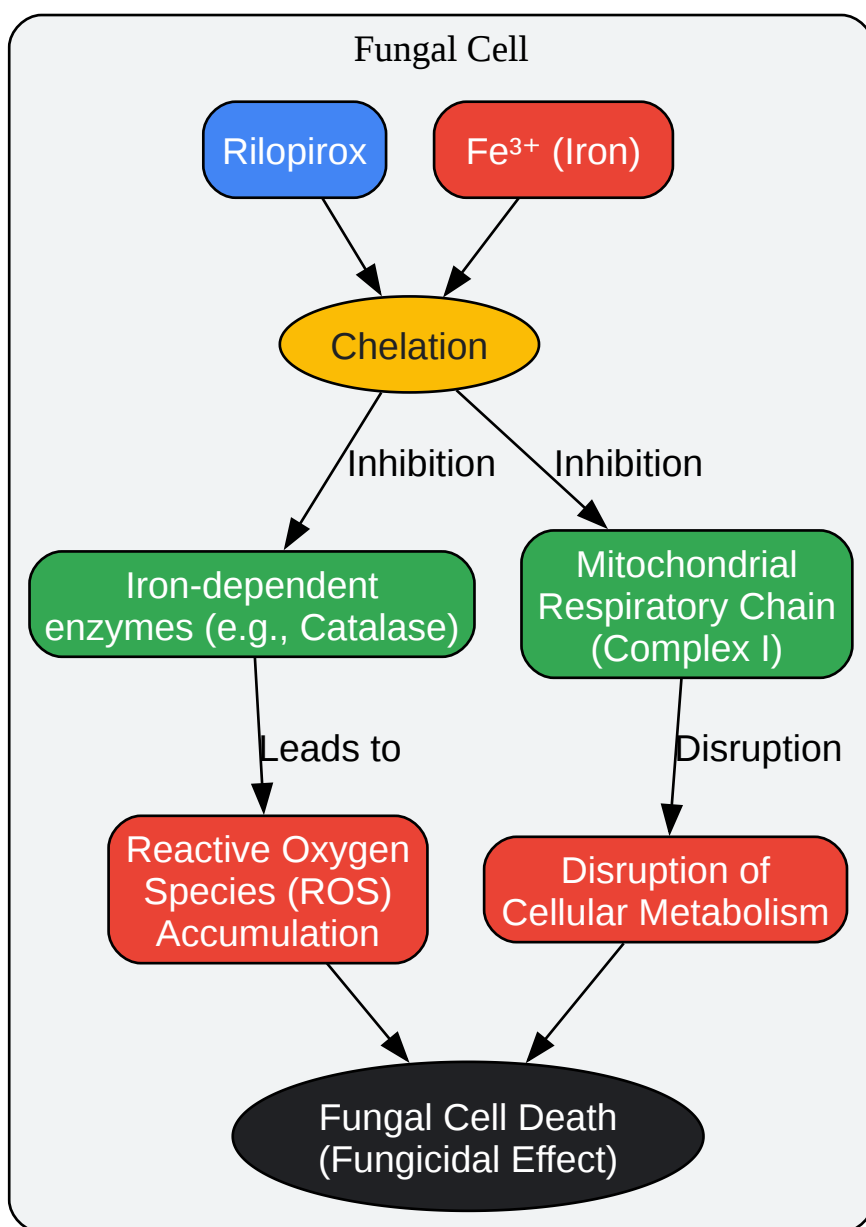 Fungal Cell
Rilopirox
Fe³⁺ (Iron)
Chelation
Inhibition
Inhibition
Iron-dependent
enzymes (e.g., Catalase)
Mitochondrial
Respiratory Chain
(Complex I)
Leads to
Disruption
Reactive Oxygen
Species (ROS)
Accumulation
Disruption of
Cellular Metabolism
Fungal Cell Death
(Fungicidal Effect)